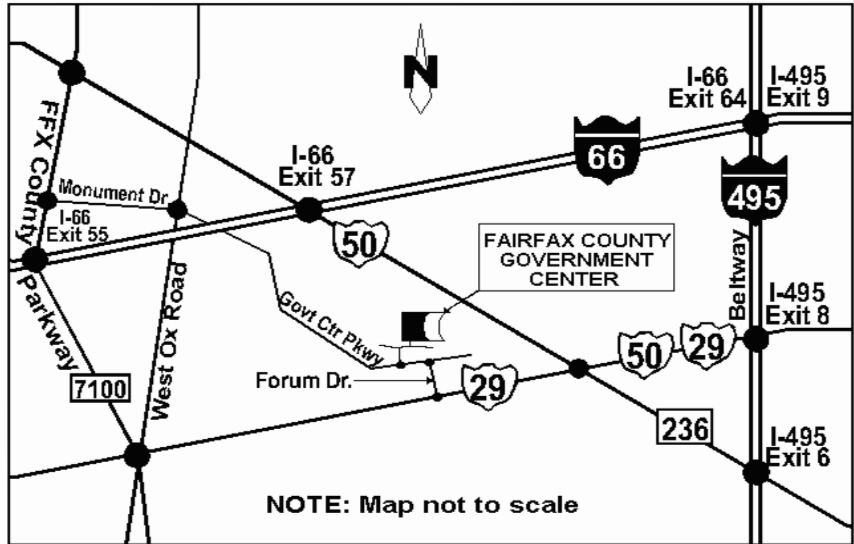 N
I-66
Exit 64
I-495
Exit 9
FFX County
Parkway
I-66
Exit 57
66
495
Monument Dr.
I-66
Exit 55
50
FAIRFAX COUNTY
GOVERNMENT
CENTER
Beltway
I-495
Exit 8
West Ox Road
Govt Ctr Pkwy
50
29
7100
Forum Dr.
29
236
I-495
Exit 6
NOTE: Map not to scale